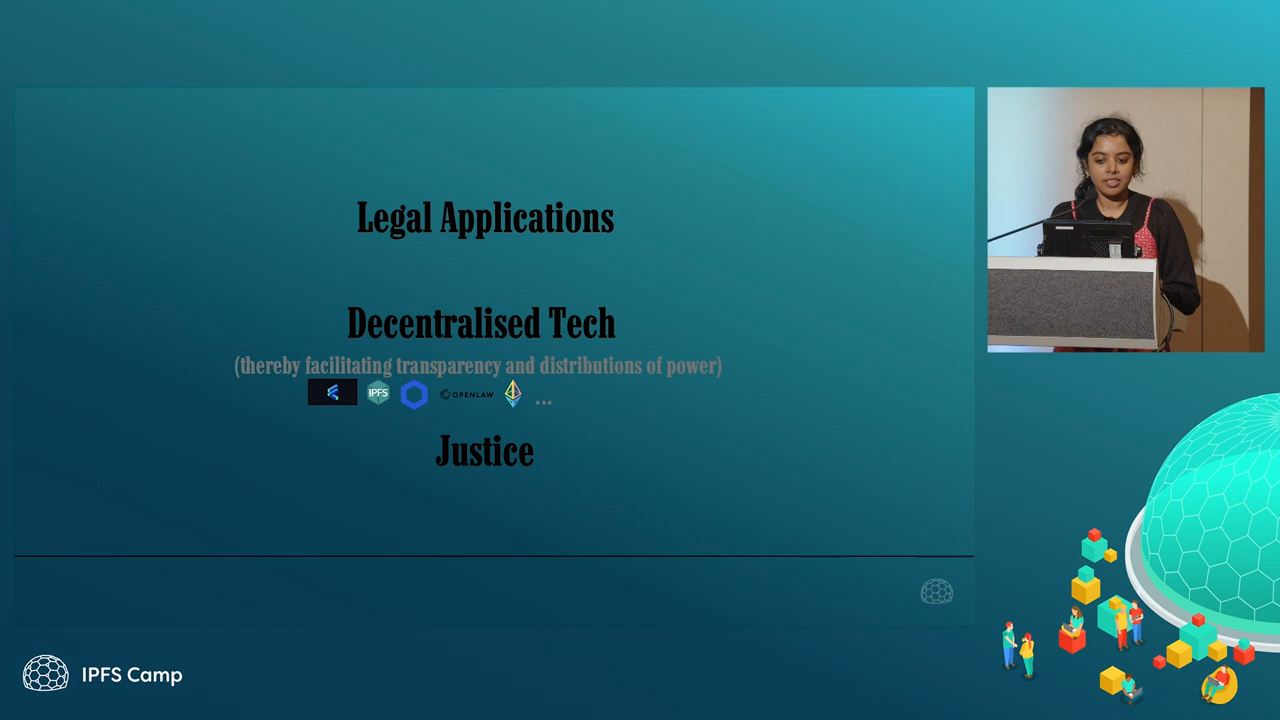 Legal Applications
Decentralised Tech
(thereby facilitating transparency and distributions of power)
IPFS
OPENLAW
...
Justice
IPFS Camp